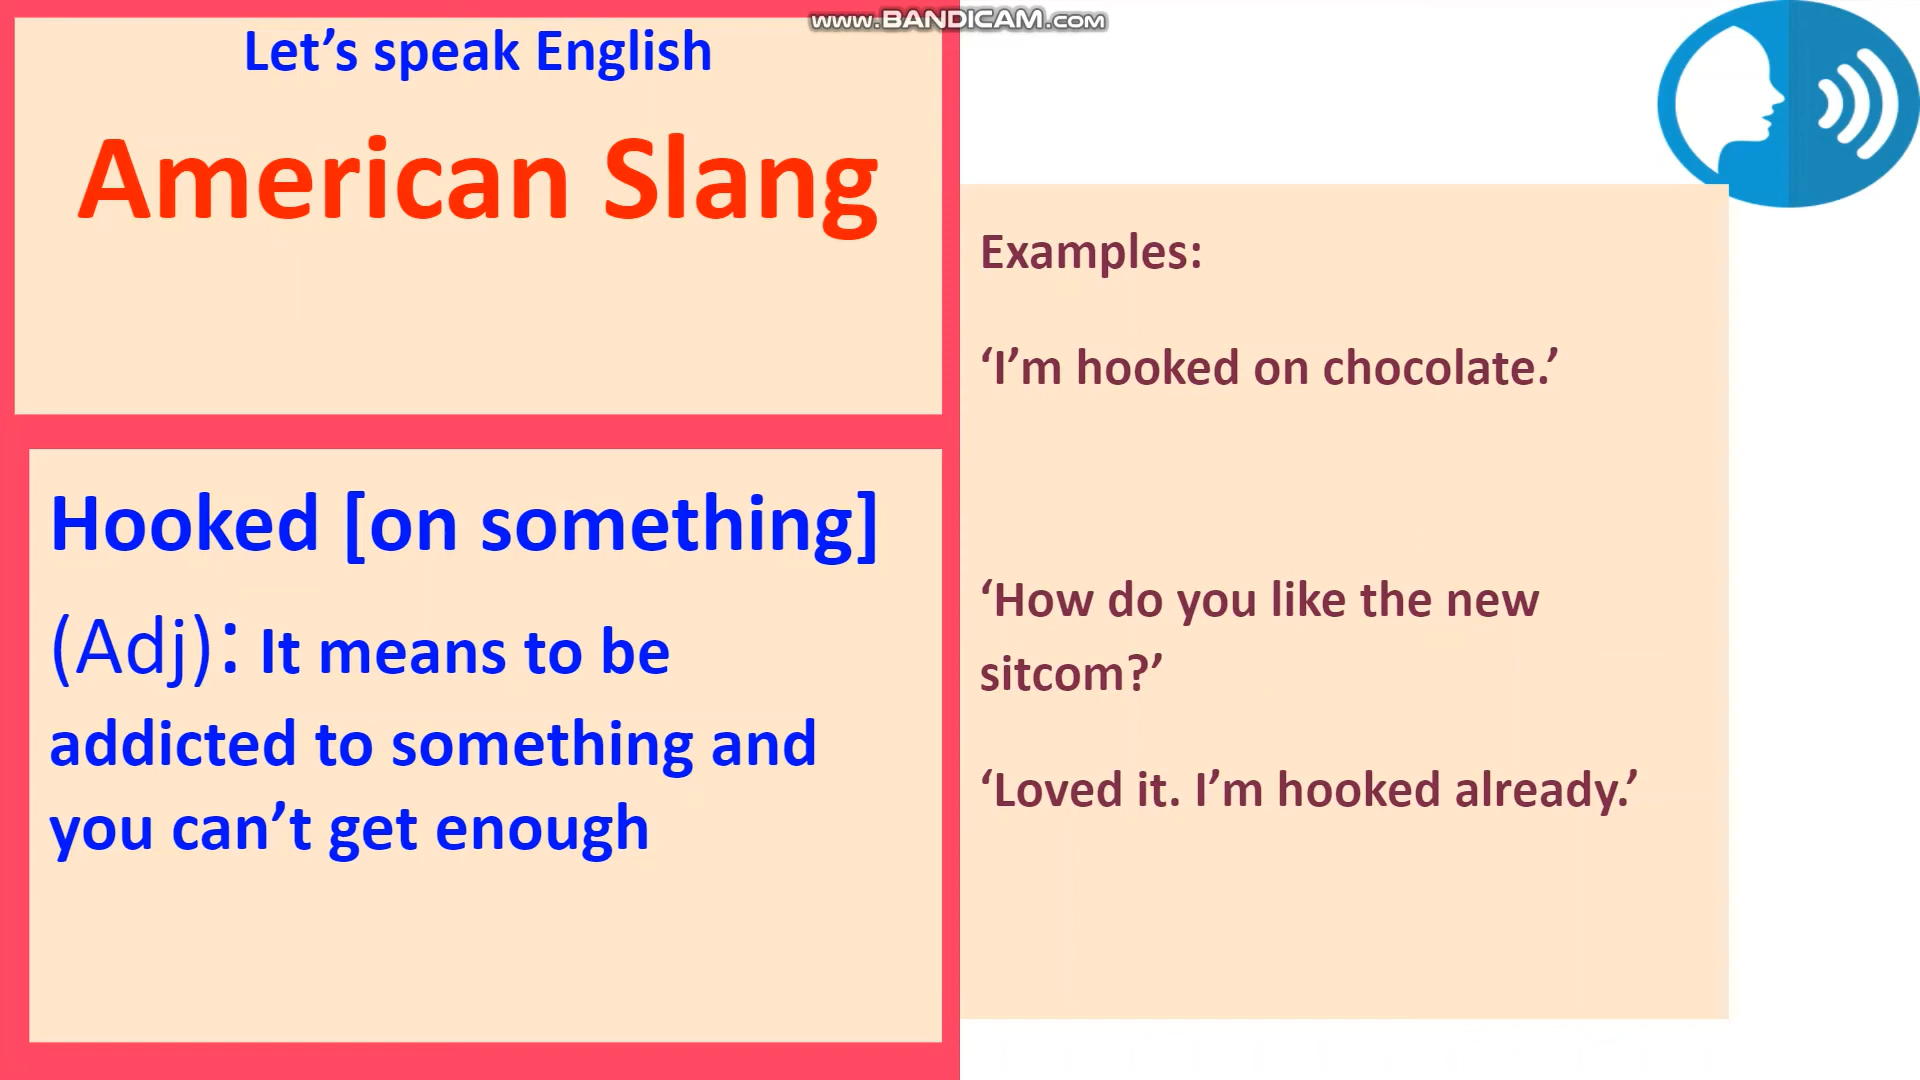 www.BANDICAM.com
Let’s speak English
American Slang
Hooked [on something]
(Adj): It means to be
addicted to something and
you can’t get enough
Examples:
‘I’m hooked on chocolate.’
‘How do you like the new
sitcom?’
‘Loved it. I’m hooked already.’